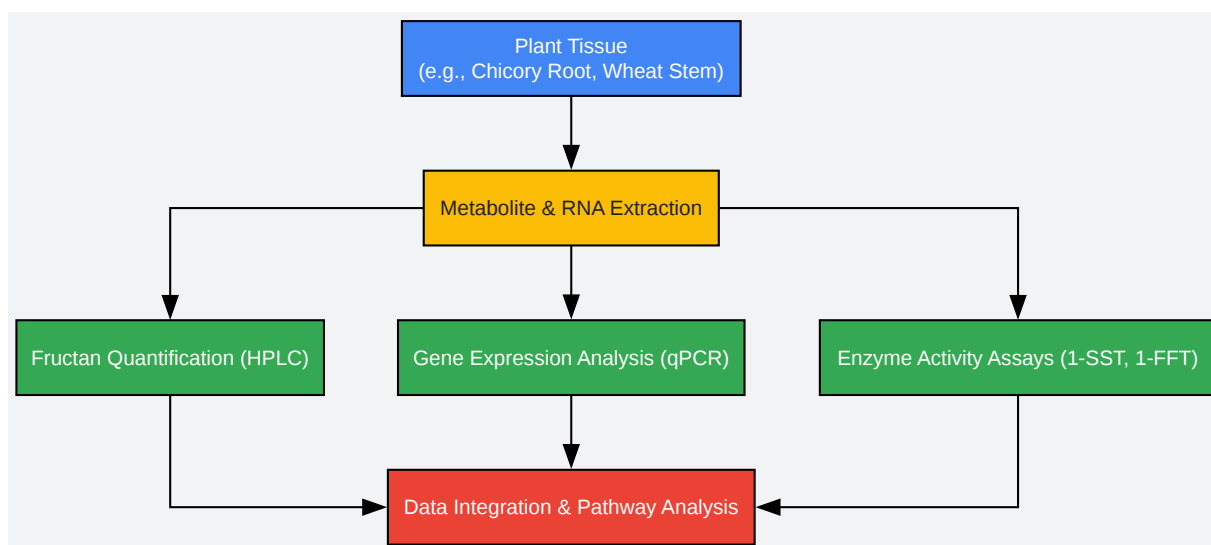 Plant Tissue
(e.g., Chicory Root, Wheat Stem)
Metabolite & RNA Extraction
Fructan Quantification (HPLC)
Gene Expression Analysis (qPCR)
Enzyme Activity Assays (1-SST, 1-FFT)
Data Integration & Pathway Analysis